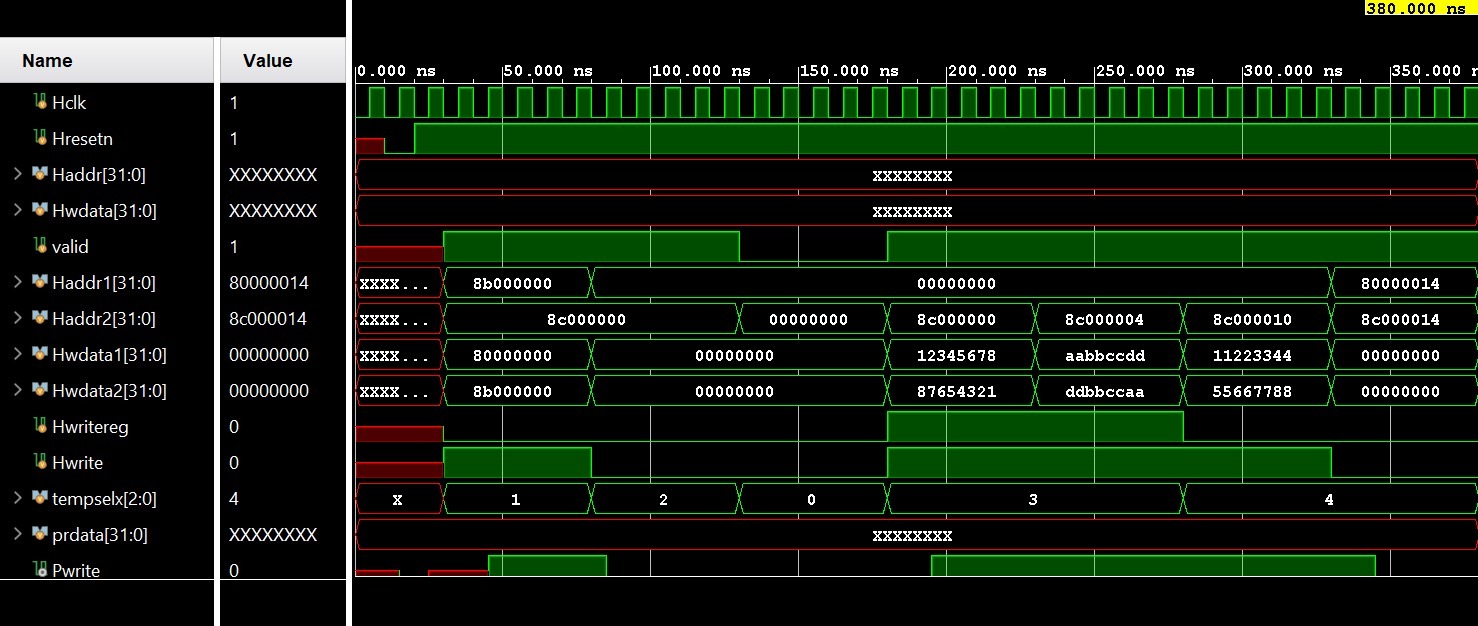 380.000 ns
Name Value
0.000 ns 50.000 ns 100.000 ns 150.000 ns 200.000 ns 250.000 ns 300.000 ns 350.000 n
Hclk 1
Hresetn 1
Haddr[31:0] XXXXXXXX XXXXXXXX
Hwdata[31:0] XXXXXXXX XXXXXXXX
valid 1
Haddr1[31:0] 80000014 XXXX... 8b000000 00000000 80000014
Haddr2[31:0] 8c000014 XXXX... 8c000000 00000000 8c000000 8c000004 8c000010 8c000014
Hwdata1[31:0] 00000000 XXXX... 80000000 00000000 12345678 aabbccdd 11223344 00000000
Hwdata2[31:0] 00000000 XXXX... 8b000000 00000000 87654321 ddbbccaa 55667788 00000000
Hwritereg 0
Hwrite 0
tempselx[2:0] 4 X 1 2 0 3 4
prdata[31:0] XXXXXXXX XXXXXXXX
Pwrite 0